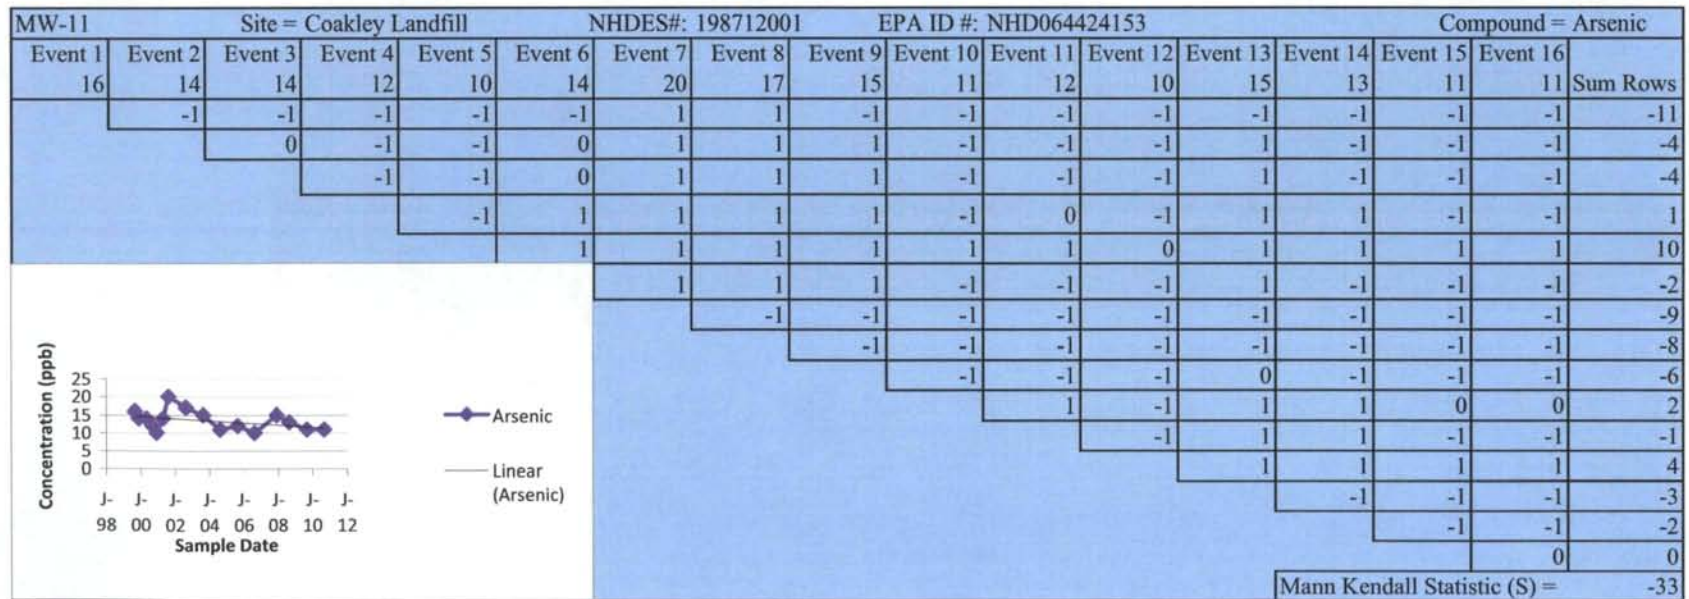 MW-11 Site = Coakley Landfill NHDES#: 198712001 EPA ID #: NHD064424153 Compound = Arsenic
Event 1 Event 2 Event 3 Event 4 Event 5 Event 6 Event 7 Event 8 Event 9 Event 10 Event 11 Event 12 Event 13 Event 14 Event 15 Event 16
16 14 14 12 10 14 20 17 15 11 12 10 15 13 11 11 Sum Rows
-1 -1 -1 -1 -1 1 1 -1 -1 -1 -1 -1 -1 -1 -1 -11
0 -1 -1 0 1 1 1 -1 -1 -1 1 -1 -1 -1 -4
-1 -1 0 1 1 1 -1 -1 -1 1 -1 -1 -1 -4
-1 1 1 1 1 -1 0 -1 1 1 -1 -1 1
1 1 1 1 1 1 0 1 1 1 1 10
1 1 1 -1 -1 -1 1 -1 -1 -1 -2
-1 -1 -1 -1 -1 -1 -1 -1 -1 -9
-1 -1 -1 -1 -1 -1 -1 -1 -8
-1 -1 -1 0 -1 -1 -1 -6
1 -1 1 1 0 0 2
-1 1 1 -1 -1 -1
1 1 1 1 4
-1 -1 -1 -3
-1 -1 -2
0 0
Mann Kendall Statistic (S) = -33
Concentration (ppb)
25
20
15
10
5
0
J- J- J- J- J- J- J- J-
98 00 02 04 06 08 10 12
Sample Date
Arsenic
Linear
(Arsenic)